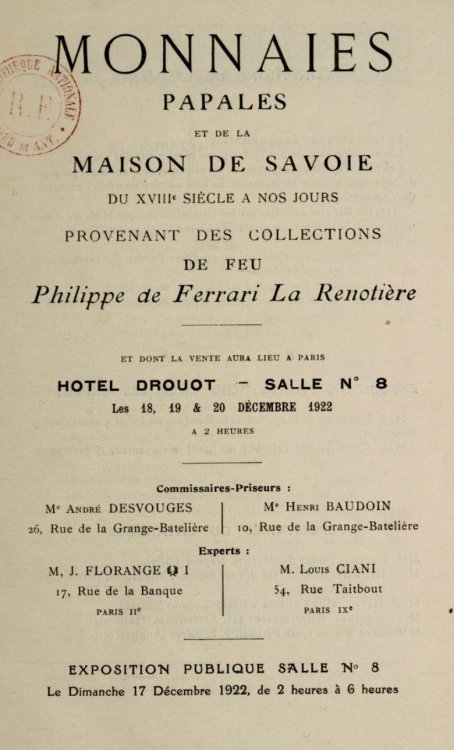 MONNAIES
PAPALES
ET DE LA
MAISON DE SAVOIE
DU XVIIIe SIÈCLE A NOS JOURS
PROVENANT DES COLLECTIONS
DE FEU
Philippe de Ferrari La Renotière
ET DONT LA VENTE AURA LIEU A PARIS
HOTEL DROUOT — SALLE N° 8
Les 18, 19 & 20 DÉCEMBRE 1922
A 2 HEURES
Commissaires-Priseurs :
Me ANDRÉ DESVOUGES
26, Rue de la Grange-Batelière
Me HENRI BAUDOIN
10, Rue de la Grange-Batelière
Experts :
M, J. FLORANGE I
17, Rue de la Banque
PARIS IIe
M. LOUIS CIANI
54, Rue Taitbout
PARIS IXe
EXPOSITION PUBLIQUE SALLE No 8
Le Dimanche 17 Décembre 1922, de 2 heures à 6 heures
NATIONALE
R.F.